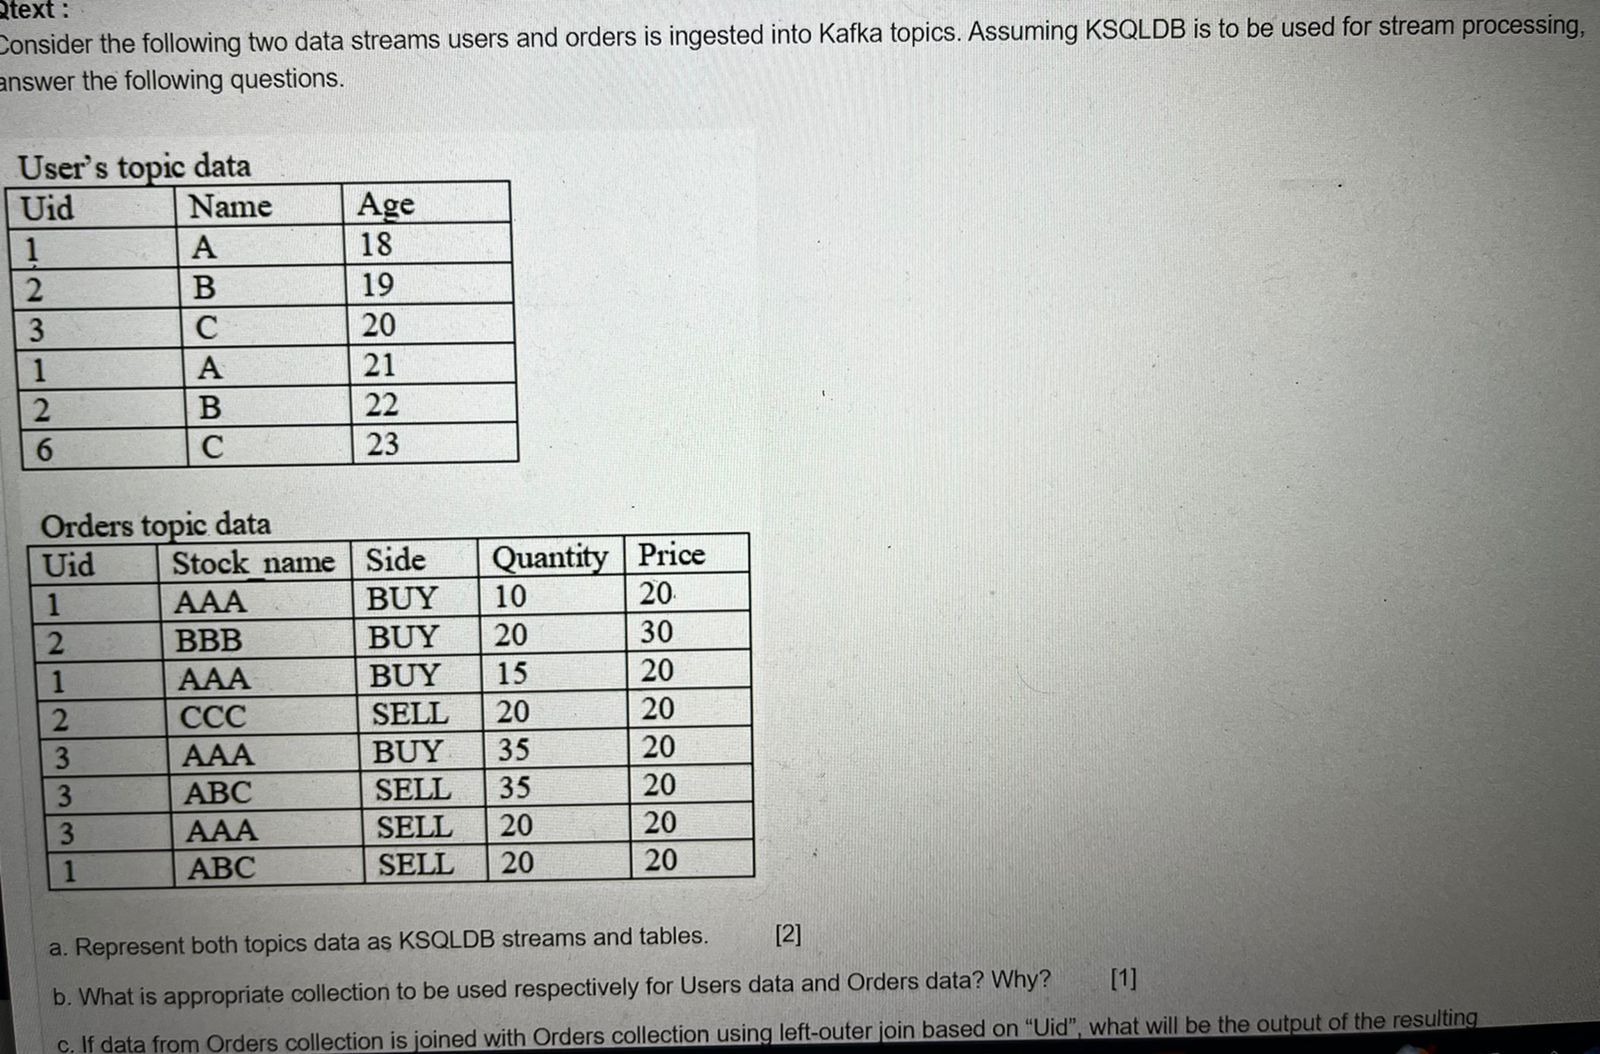 Qtext :
Consider the following two data streams users and orders is ingested into Kafka topics. Assuming KSQLDB is to be used for stream processing,
answer the following questions.
User's topic data
Uid Name Age
1 A 18
2 B 19
3 C 20
1 A 21
2 B 22
6 C 23
Orders topic data
Uid Stock_name Side Quantity Price
1 AAA BUY 10 20
2 BBB BUY 20 30
1 AAA BUY 15 20
2 CCC SELL 20 20
3 AAA BUY 35 20
3 ABC SELL 35 20
3 AAA SELL 20 20
1 ABC SELL 20 20
a. Represent both topics data as KSQLDB streams and tables. [2]
b. What is appropriate collection to be used respectively for Users data and Orders data? Why? [1]
c. If data from Orders collection is joined with Orders collection using left-outer join based on “Uid”, what will be the output of the resulting